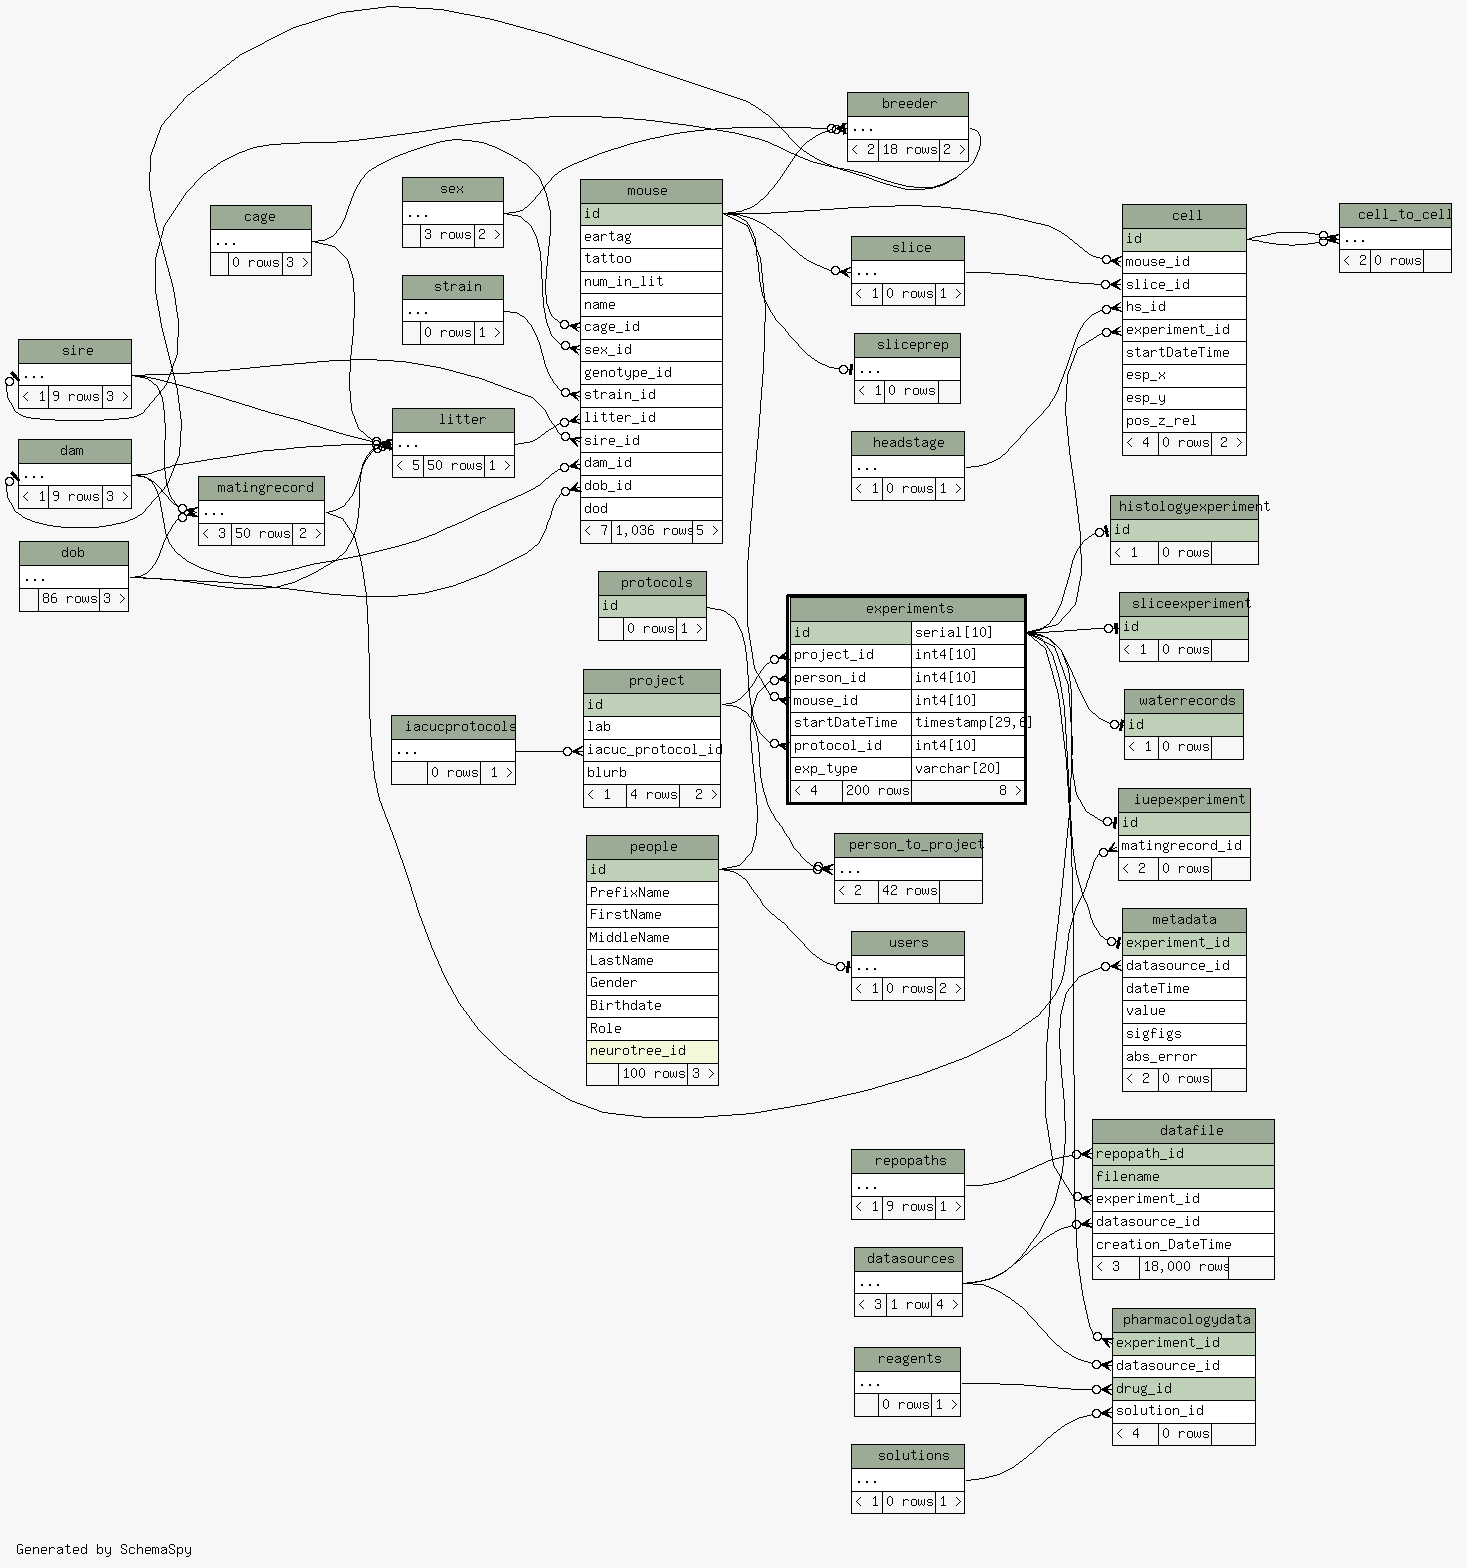 breeder
...
< 2 18 rows 2 >
sex
...
3 rows 2 >
mouse
id
eartag
tattoo
num_in_lit
name
cage_id
sex_id
genotype_id
strain_id
litter_id
sire_id
dam_id
dob_id
dod
< 7 1,036 rows 5 >
cage
...
0 rows 3 >
cell
id
mouse_id
slice_id
hs_id
experiment_id
startDateTime
esp_x
esp_y
pos_z_rel
< 4 0 rows 2 >
cell_to_cell
...
< 2 0 rows
slice
...
< 1 0 rows 1 >
strain
...
0 rows 1 >
sliceprep
...
< 1 0 rows
sire
...
< 1 9 rows 3 >
litter
...
< 5 50 rows 1 >
headstage
...
< 1 0 rows 1 >
dam
...
< 1 9 rows 3 >
matingrecord
...
< 3 50 rows 2 >
histologyexperiment
id
< 1 0 rows
dob
...
86 rows 3 >
protocols
id
0 rows 1 >
experiments
id serial[10]
project_id int4[10]
person_id int4[10]
mouse_id int4[10]
startDateTime timestamp[29,6]
protocol_id int4[10]
exp_type varchar[20]
< 4 200 rows 8 >
sliceexperiment
id
< 1 0 rows
project
id
lab
iacuc_protocol_id
blurb
< 1 4 rows 2 >
waterrecords
id
< 1 0 rows
iacucprotocols
...
0 rows 1 >
iuepexperiment
id
matingrecord_id
< 2 0 rows
people
id
PrefixName
FirstName
MiddleName
LastName
Gender
Birthdate
Role
neurotree_id
100 rows 3 >
person_to_project
...
< 2 42 rows
users
...
< 1 0 rows 2 >
metadata
experiment_id
datasource_id
dateTime
value
sigfigs
abs_error
< 2 0 rows
datafile
repopath_id
filename
experiment_id
datasource_id
creation_DateTime
< 3 18,000 rows
repopaths
...
< 1 9 rows 1 >
datasources
...
< 3 1 row 4 >
pharmacologydata
experiment_id
datasource_id
drug_id
solution_id
< 4 0 rows
reagents
...
0 rows 1 >
solutions
...
< 1 0 rows 1 >
Generated by SchemaSpy